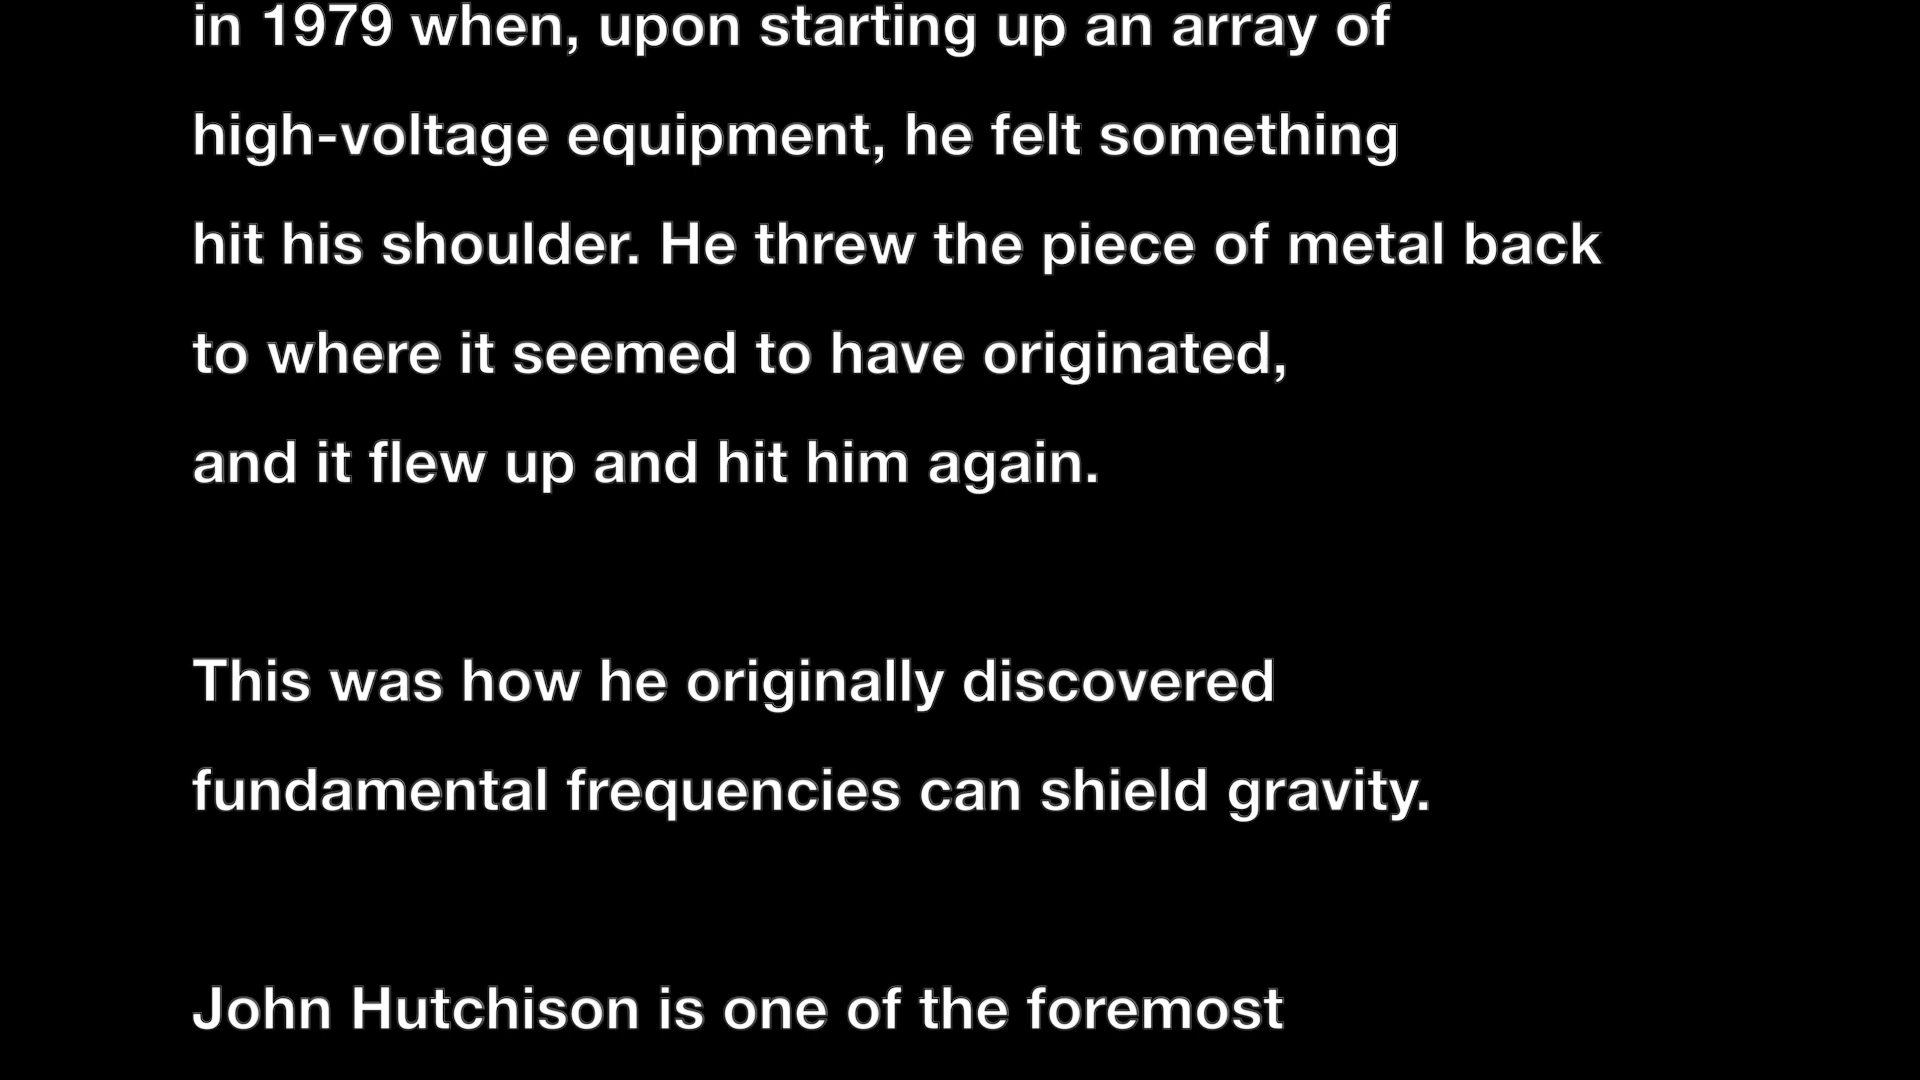 in 1979 when, upon starting up an array of
high-voltage equipment, he felt something
hit his shoulder. He threw the piece of metal back
to where it seemed to have originated,
and it flew up and hit him again.
This was how he originally discovered
fundamental frequencies can shield gravity.
John Hutchison is one of the foremost